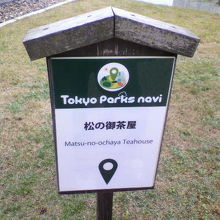 Tokyo Parks navi
松の御茶屋
Matsu-no-ochaya Teahouse